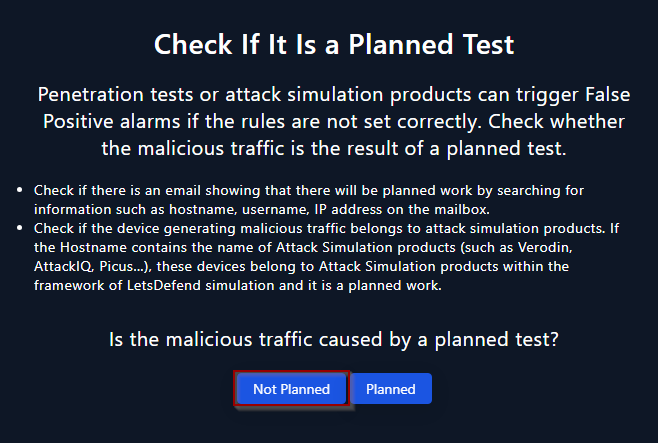 Check If It Is a Planned Test
Penetration tests or attack simulation products can trigger False
Positive alarms if the rules are not set correctly. Check whether
the malicious traffic is the result of a planned test.
• Check if there is an email showing that there will be planned work by searching for
information such as hostname, username, IP address on the mailbox.
• Check if the device generating malicious traffic belongs to attack simulation products. If
the Hostname contains the name of Attack Simulation products (such as Verodin,
AttackIQ, Picus...), these devices belong to Attack Simulation products within the
framework of LetsDefend simulation and it is a planned work.
Is the malicious traffic caused by a planned test?
Not Planned Planned